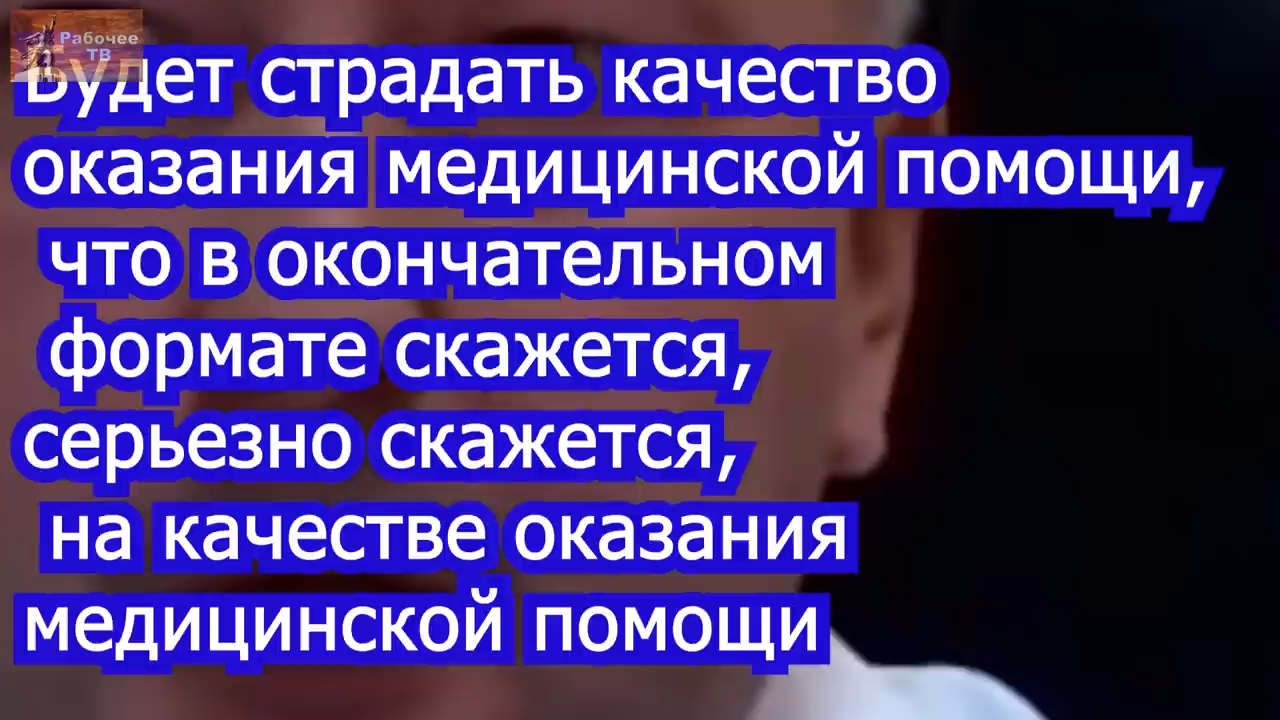 Рабочее
ТВ
Будет страдать качество
оказания медицинской помощи,
что в окончательном
формате скажется,
серьезно скажется,
на качестве оказания
медицинской помощи